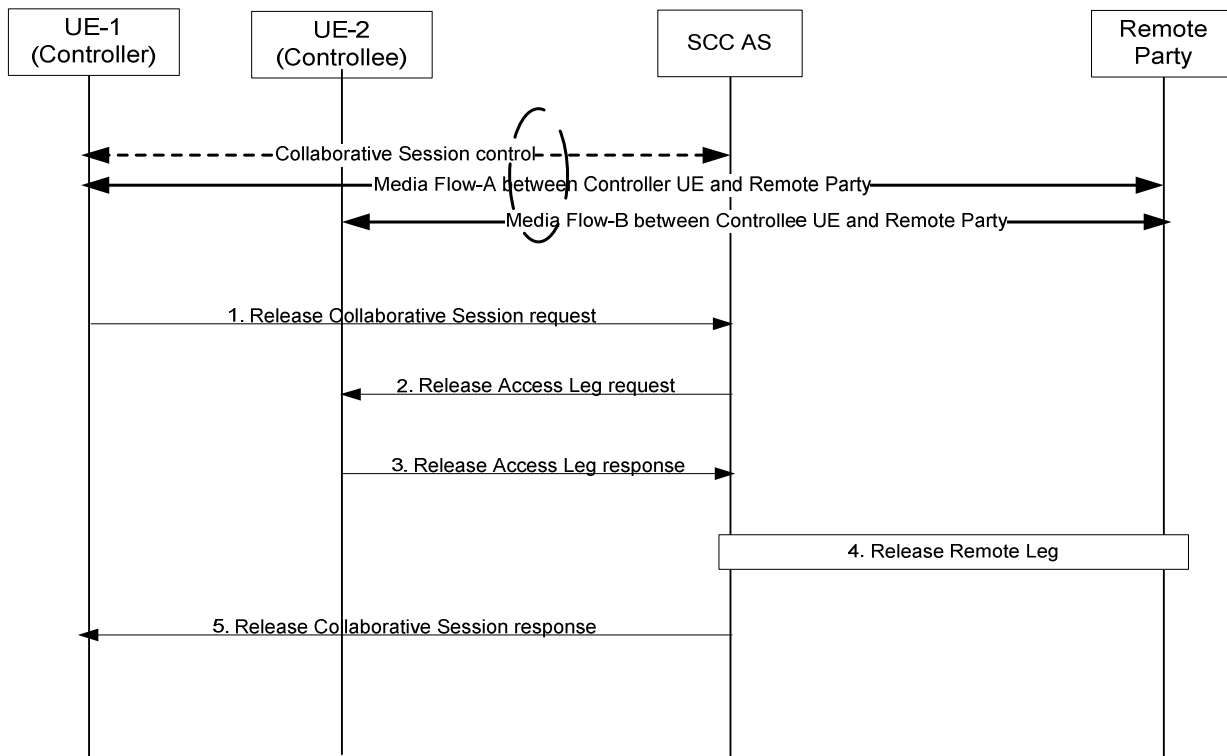 UE-1
(Controller)
UE-2
(Controllee)
SCC AS
Remote
Party
Collaborative Session control
Media Flow-A between Controller UE and Remote Party
Media Flow-B between Controllee UE and Remote Party
1. Release Collaborative Session request
2. Release Access Leg request
3. Release Access Leg response
4. Release Remote Leg
5. Release Collaborative Session response